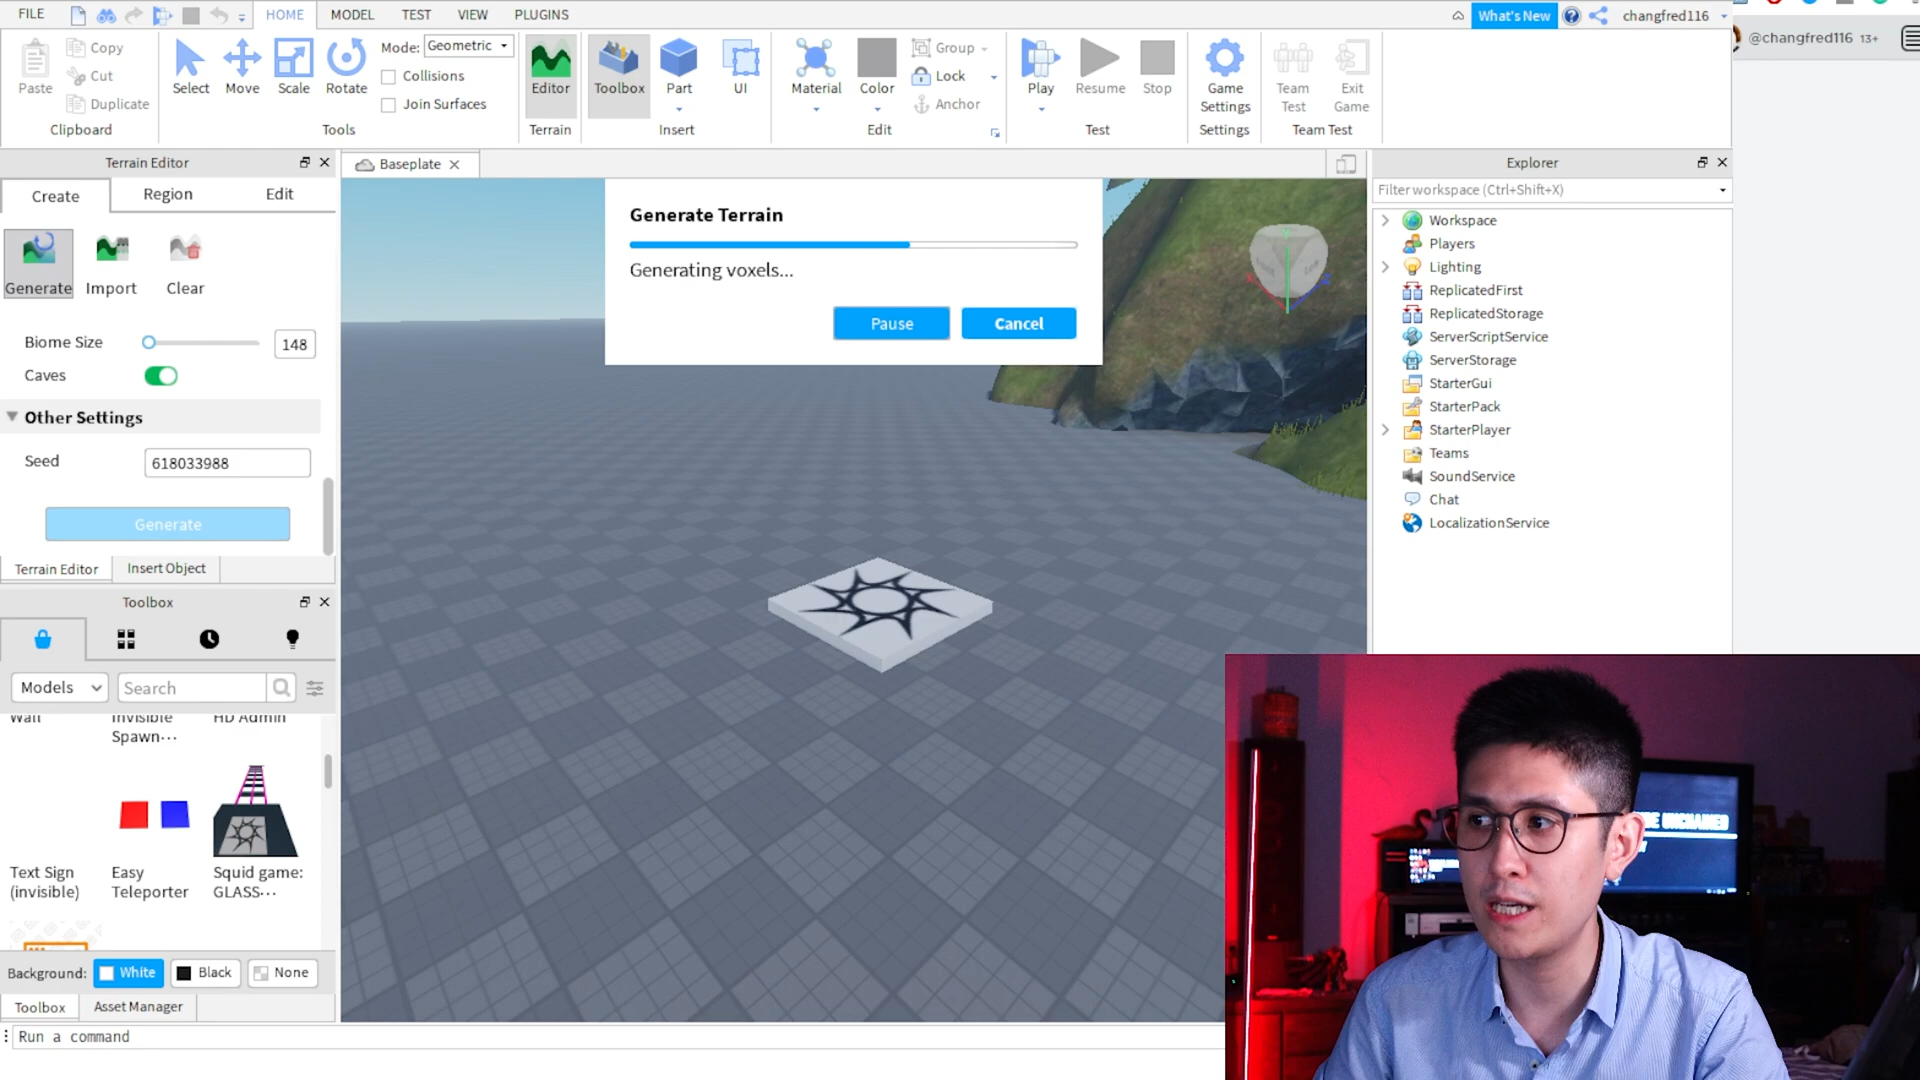 FILE
HOME
MODEL
TEST
VIEW
PLUGINS
What's New
changfred116
@changfred116 13+
Paste
Copy
Cut
Duplicate
Clipboard
Select
Move
Scale
Rotate
Mode: Geometric
Collisions
Join Surfaces
Tools
Editor
Terrain
Toolbox
Part
UI
Insert
Material
Color
Group
Lock
Anchor
Edit
Play
Resume
Stop
Test
Game
Settings
Settings
Team
Test
Exit
Game
Team Test
Terrain Editor
Create
Region
Edit
Generate
Import
Clear
Biome Size
148
Caves
Other Settings
Seed
618033988
Generate
Terrain Editor
Insert Object
Toolbox
Models
Search
Wall
Invisible
Spawn...
HD Admin
Text Sign
(invisible)
Easy
Teleporter
Squid game:
GLASS...
Background:
White
Black
None
Toolbox
Asset Manager
Run a command
Baseplate
Generate Terrain
Generating voxels...
Pause
Cancel
Explorer
Filter workspace (Ctrl+Shift+X)
Workspace
Players
Lighting
ReplicatedFirst
ReplicatedStorage
ServerScriptService
ServerStorage
StarterGui
StarterPack
StarterPlayer
Teams
SoundService
Chat
LocalizationService
UNCHAINED